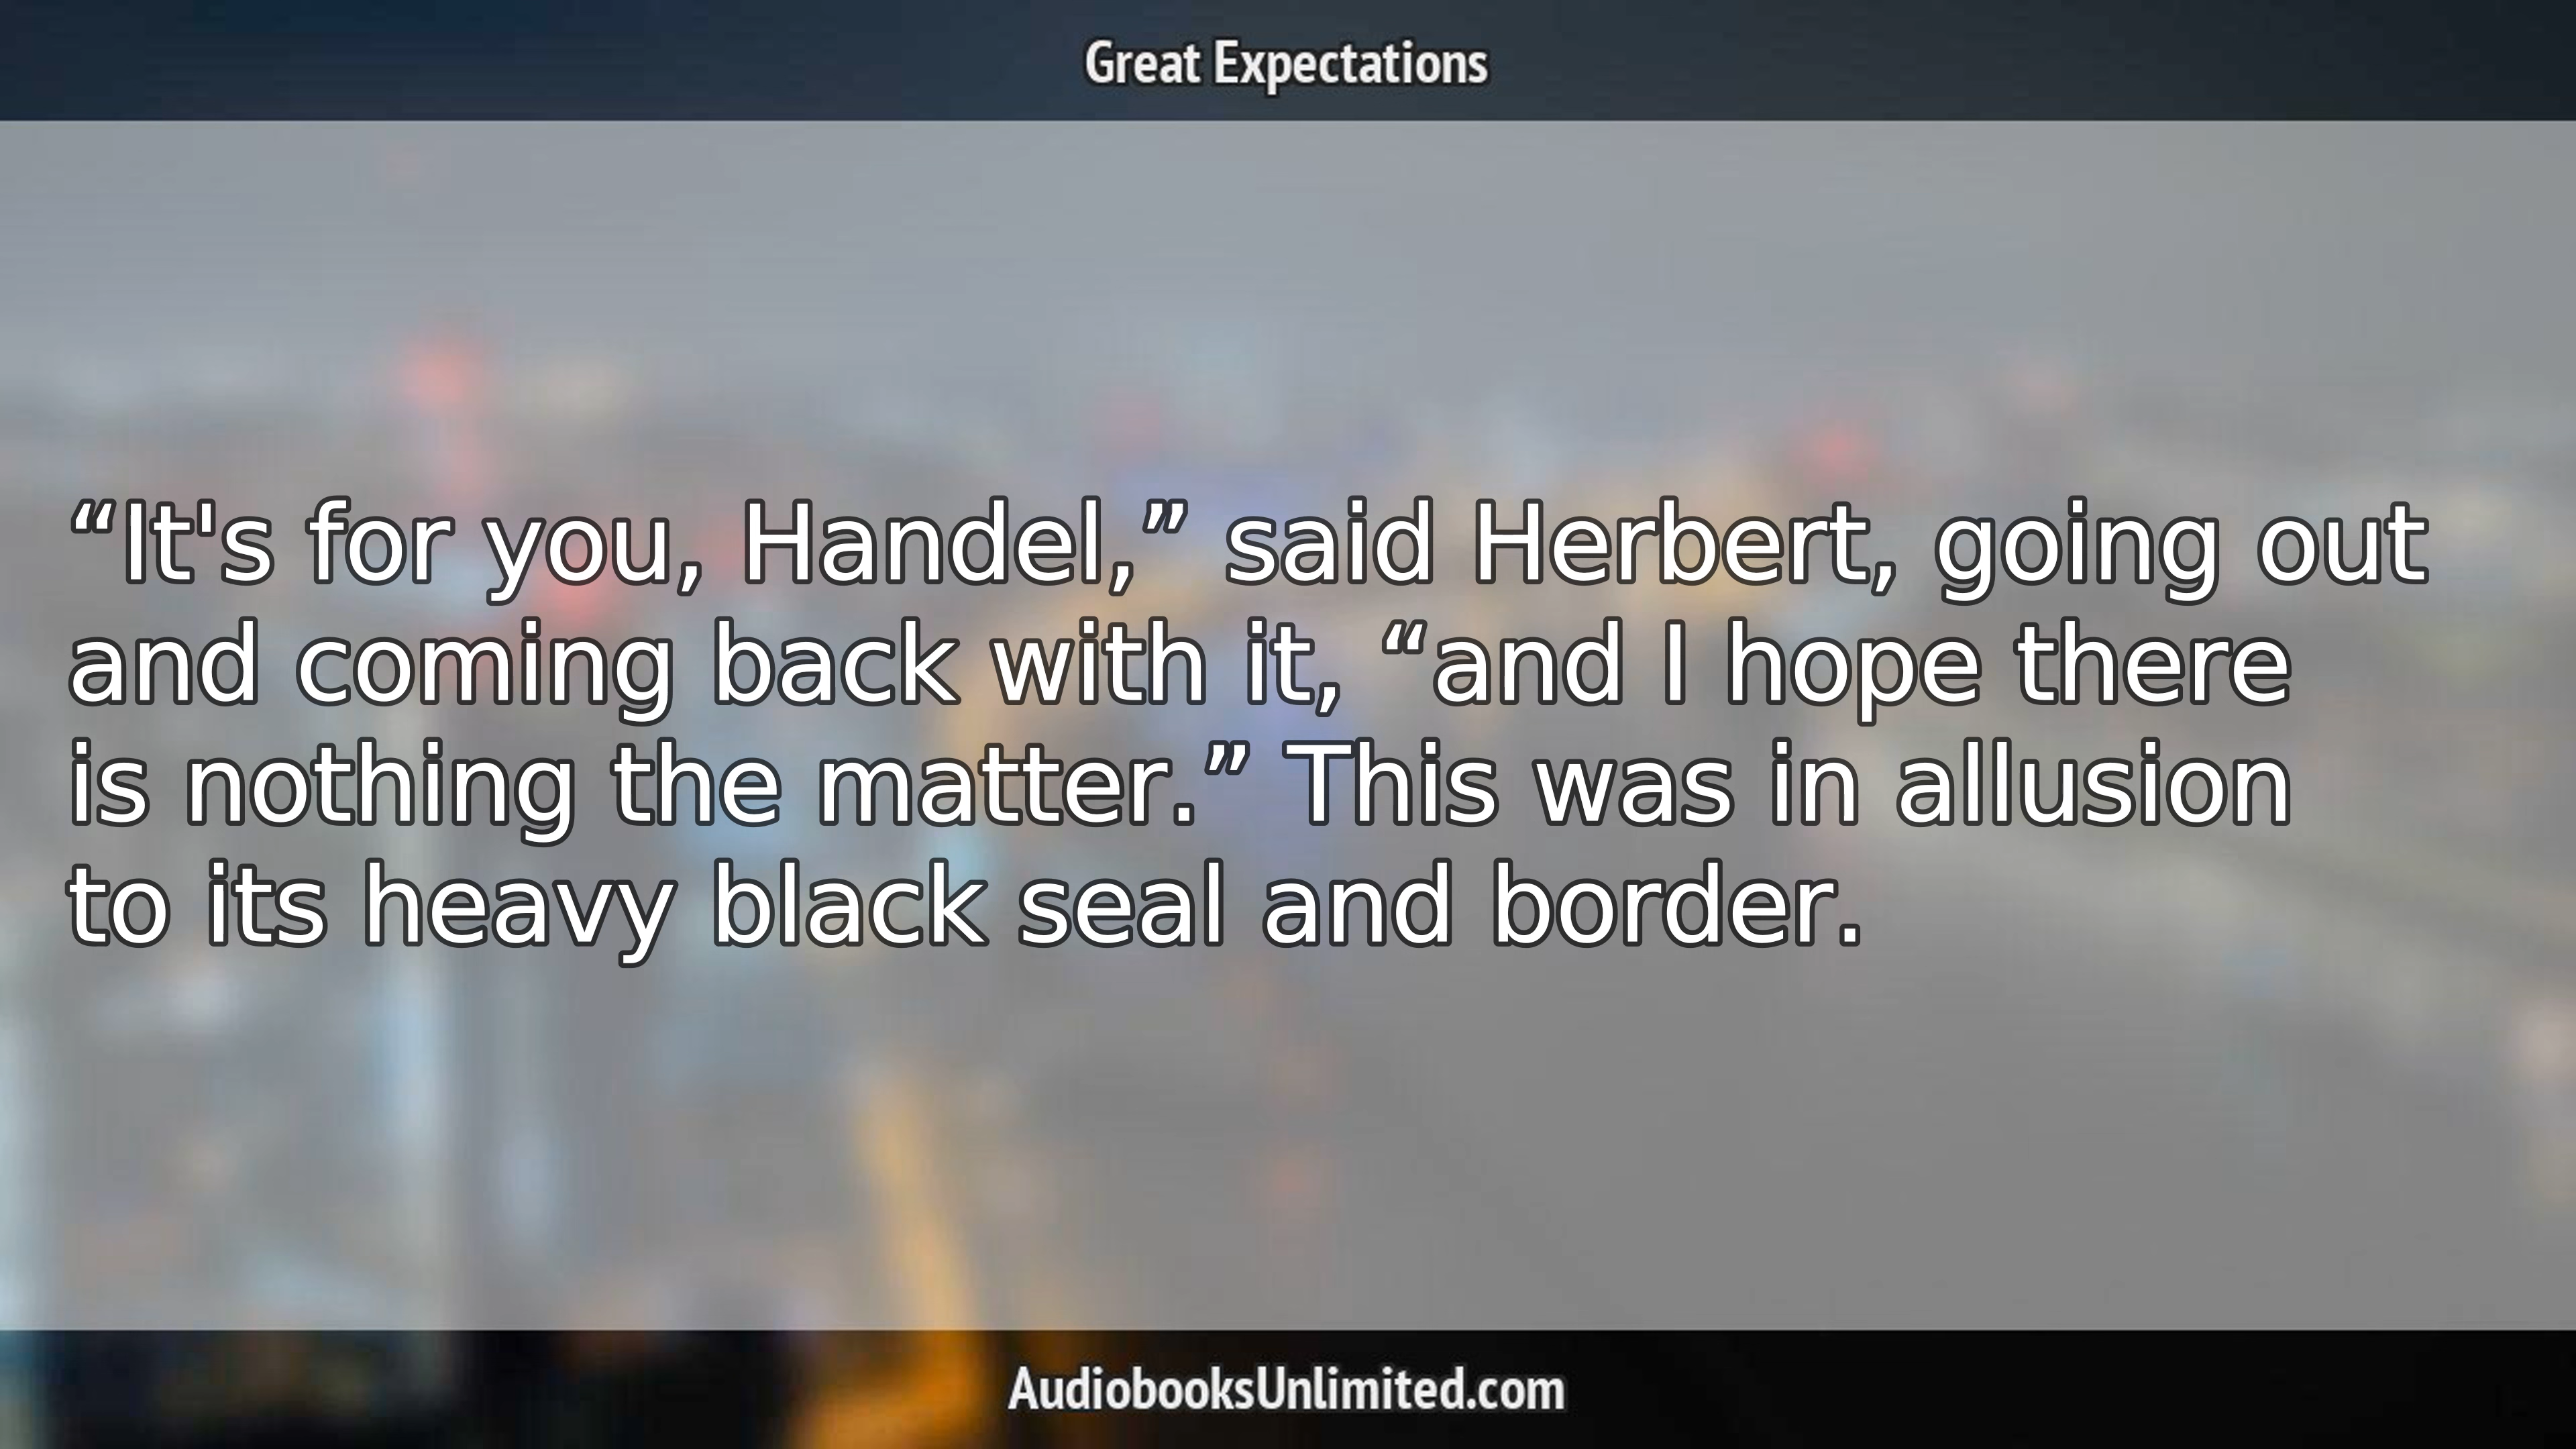 Great Expectations
“It's for you, Handel,” said Herbert, going out
and coming back with it, “and I hope there
is nothing the matter.” This was in allusion
to its heavy black seal and border.
AudiobooksUnlimited.com